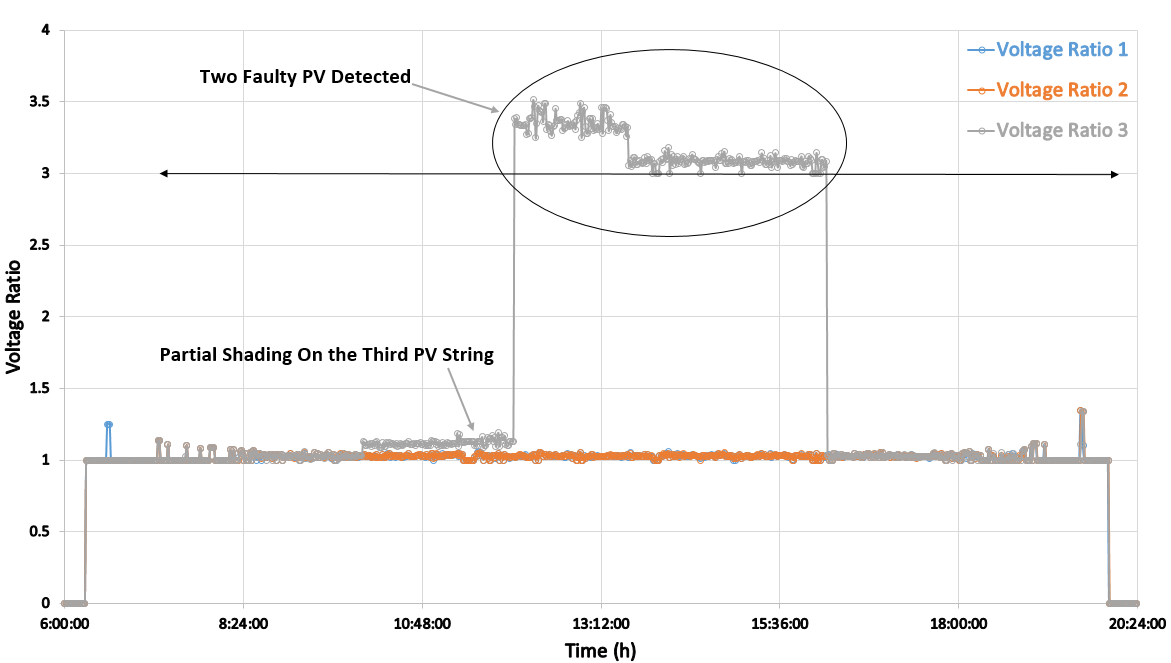 4
Voltage Ratio 1
Two Faulty PV Detected
Voltage Ratio 2
3.5
Voltage Ratio 3
3
2.5
Voltage Ratio
2
Partial Shading On the Third PV String
1.5
1
0.5
0
6:00:00 8:24:00 10:48:00 13:12:00 15:36:00 18:00:00 20:24:00
Time (h)